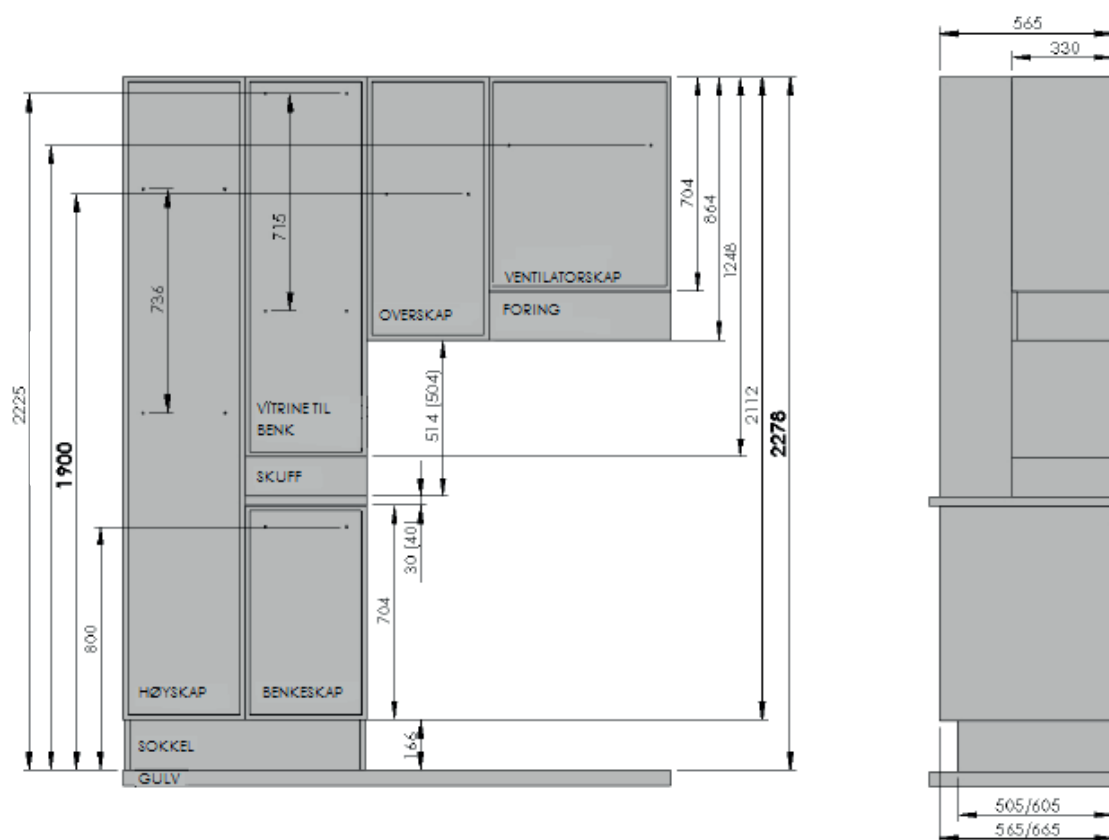 565
330
2225
1900
800
736
715
704
864
1248
2112
2278
VENTILATORSKAP
FORING
OVERSKAP
514 (504)
VITRINE TIL
BENK
SKUFF
30 (40)
704
HØYSKAP
BENKESKAP
166
SOKKEL
GULV
505/605
565/665